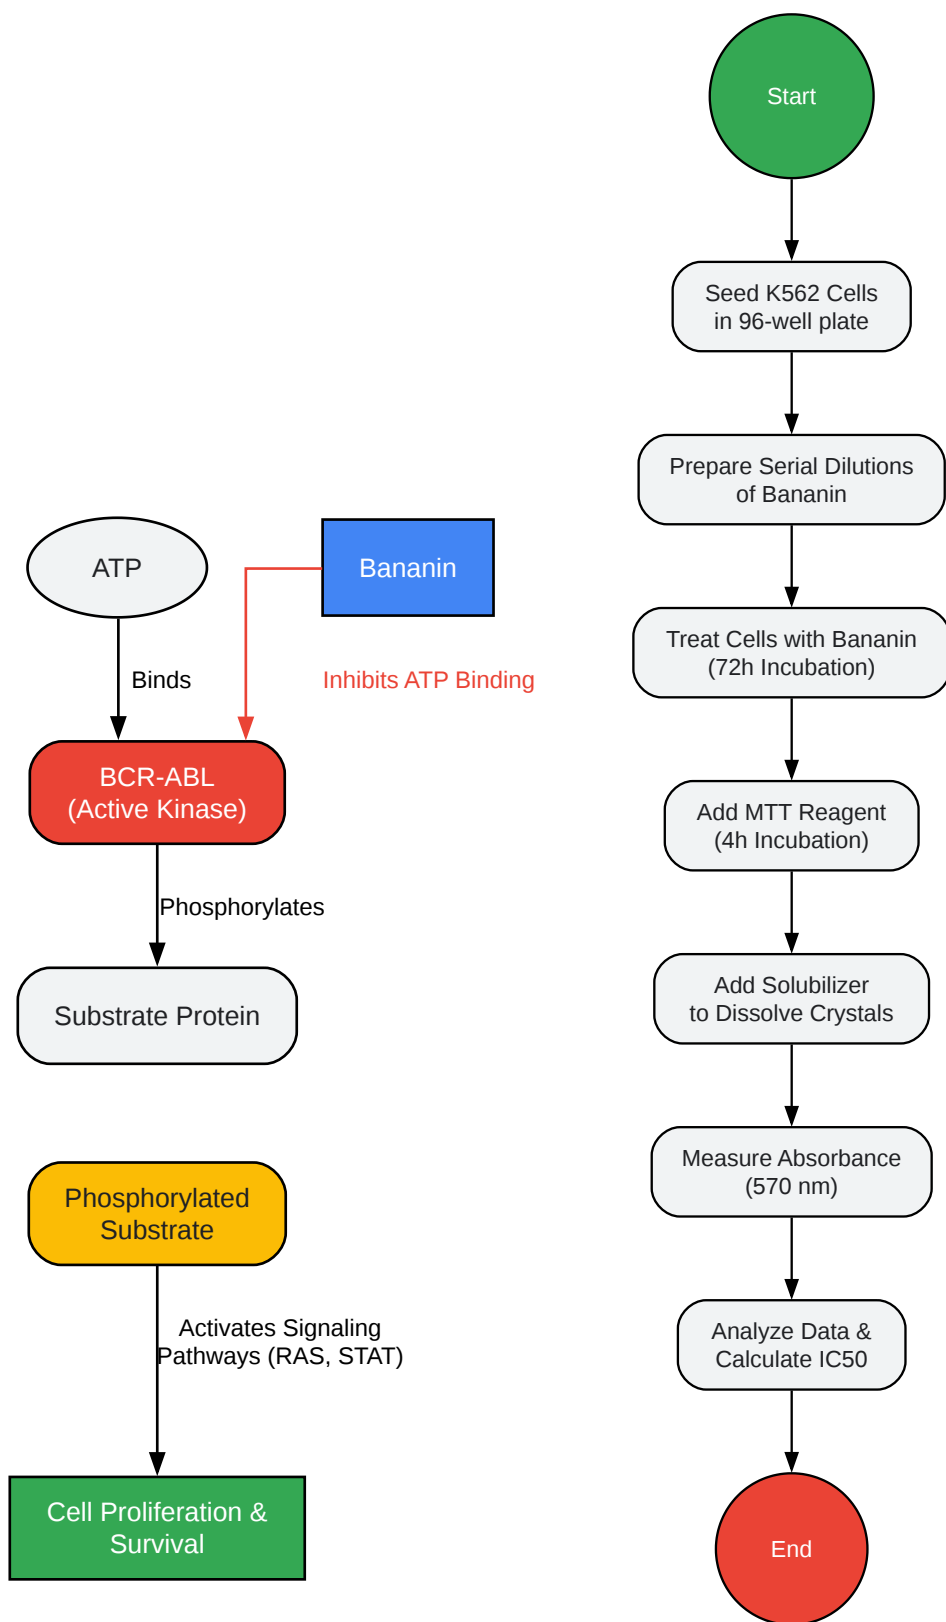 ATP
Bananin
Binds
Inhibits ATP Binding
BCR-ABL
(Active Kinase)
Phosphorylates
Substrate Protein
Phosphorylated
Substrate
Activates Signaling
Pathways (RAS, STAT)
Cell Proliferation &
Survival
Start
Seed K562 Cells
in 96-well plate
Prepare Serial Dilutions
of Bananin
Treat Cells with Bananin
(72h Incubation)
Add MTT Reagent
(4h Incubation)
Add Solubilizer
to Dissolve Crystals
Measure Absorbance
(570 nm)
Analyze Data &
Calculate IC50
End